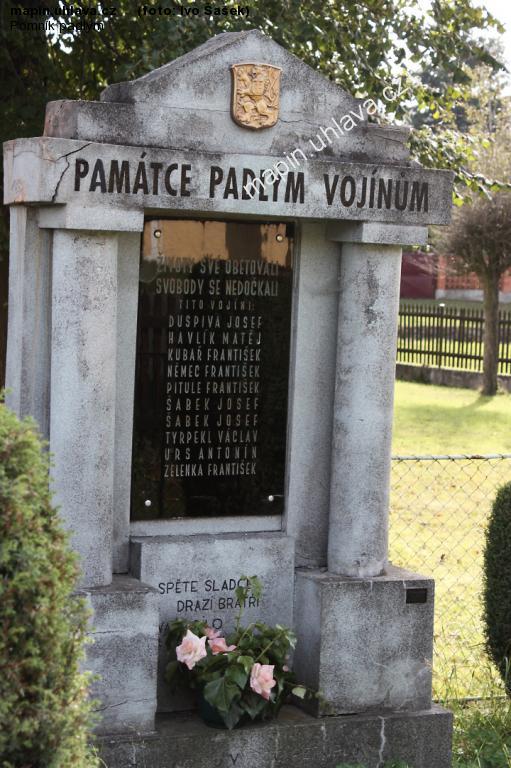 mapin.uhlava.cz (foto: Ivo Šašek)
Pomník padlým
mapin.uhlava.cz
PAMÁTCE PADLÝM VOJÍNŮM
ŽIVOTY SVÉ OBĚTOVALI
SVOBODY SE NEDOČKALI
TITO VOJÍNI:
DUSPIVA JOSEF
HAVLÍK MATĚJ
KUBAŘ FRANTIŠEK
NĚMEC FRANTIŠEK
PITULE FRANTIŠEK
ŠABEK JOSEF
ŠABEK JOSEF
TYRPEKL VÁCLAV
URS ANTONÍN
ZELENKA FRANTIŠEK
SPĚTE SLADCE
DRAZÍ BRATŘI